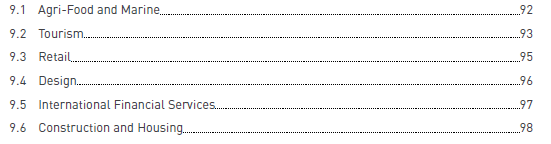 9.1 Agri-Food and Marine 92
9.2 Tourism 93
9.3 Retail 95
9.4 Design 96
9.5 International Financial Services 97
9.6 Construction and Housing 98